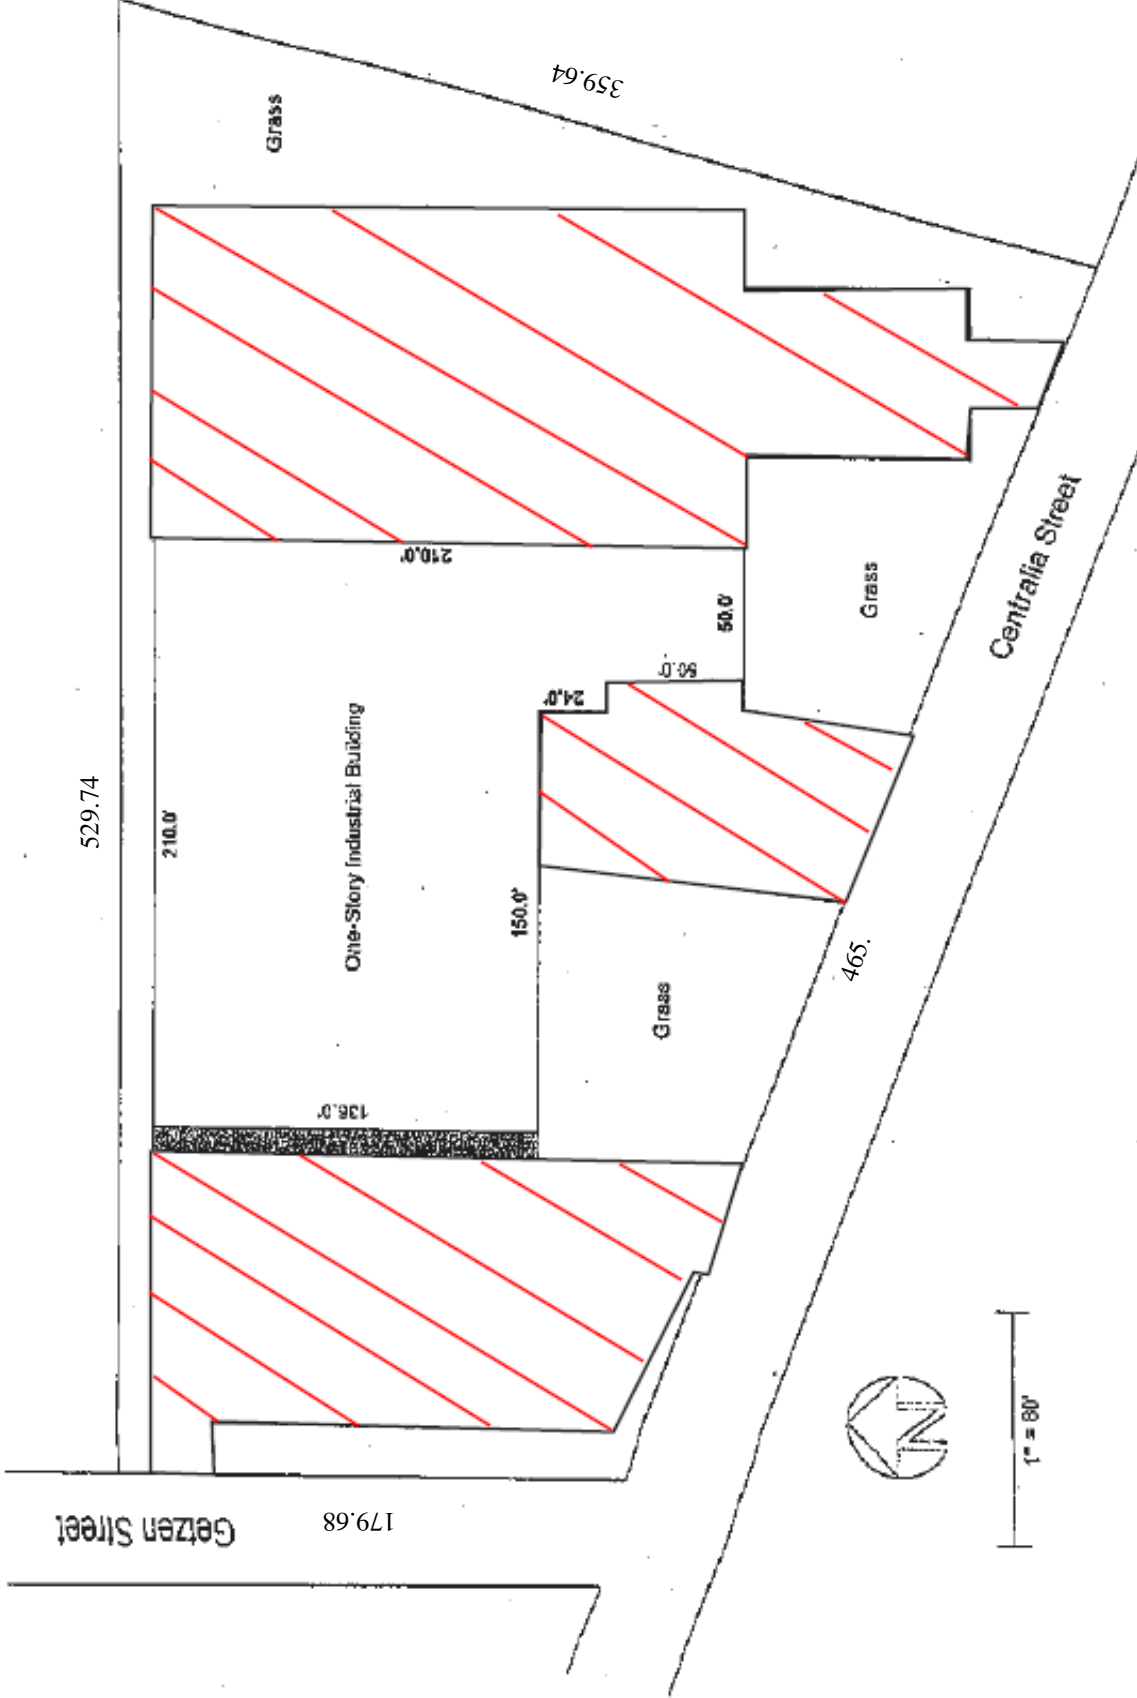 359.64
Grass
529.74
210.0'
One-Story Industrial Building
210.0'
50.0'
50.0'
24.0'
150.0'
136.0'
Grass
Grass
Centralia Street
465.
Getzen Street
179.68
1" = 80'
N